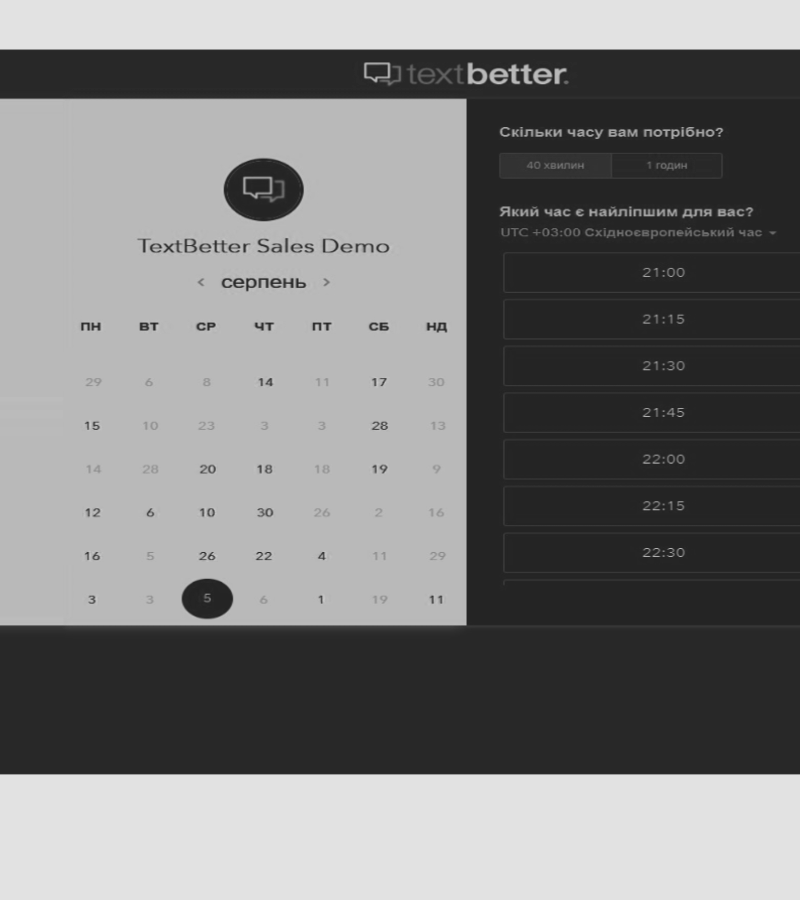 textbetter.
TextBetter Sales Demo
< серпень >
ПН ВТ СР ЧТ ПТ СБ НД
29 6 8 14 11 17 30
15 10 23 3 3 28 13
14 28 20 18 18 19 9
12 6 10 30 26 2 16
16 5 26 22 4 11 29
3 3 5 6 1 19 11
Скільки часу вам потрібно?
40 хвилин 1 годин
Який час є найліпшим для вас?
UTC +03:00 Східноєвропейський час
21:00
21:15
21:30
21:45
22:00
22:15
22:30